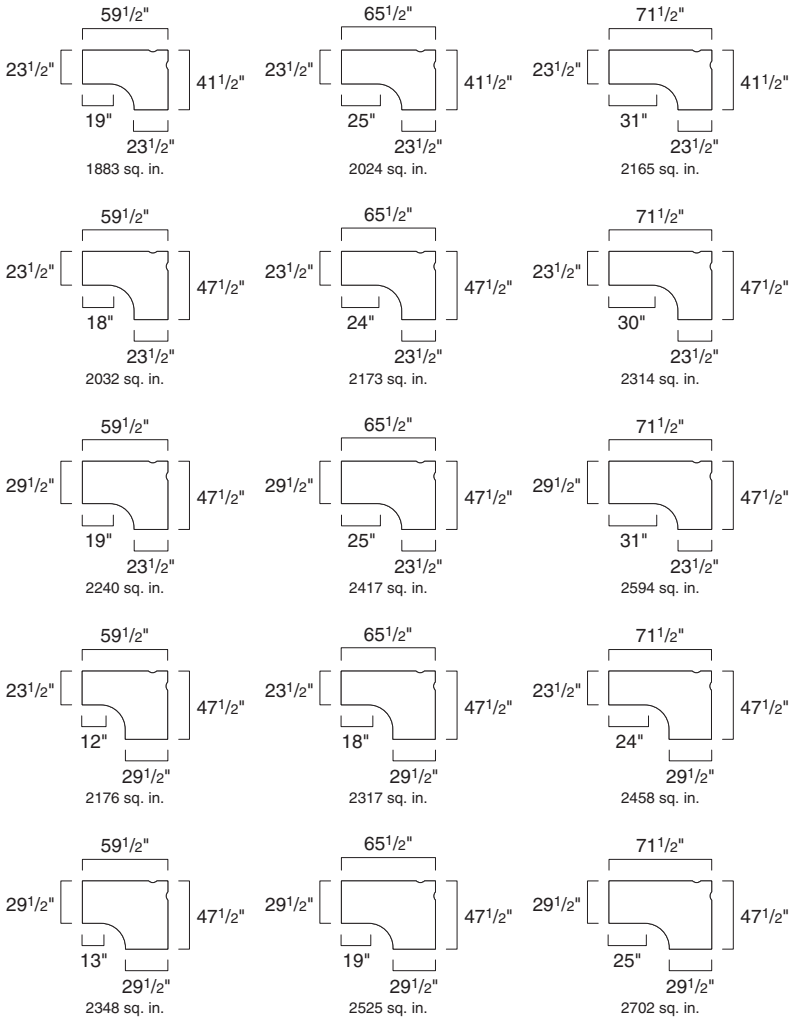 59 1/2" 65 1/2" 71 1/2"
23 1/2" 41 1/2" 23 1/2" 41 1/2" 23 1/2" 41 1/2"
19" 25" 31"
23 1/2" 23 1/2" 23 1/2"
1883 sq. in. 2024 sq. in. 2165 sq. in.
59 1/2" 65 1/2" 71 1/2"
23 1/2" 47 1/2" 23 1/2" 47 1/2" 23 1/2" 47 1/2"
18" 24" 30"
23 1/2" 23 1/2" 23 1/2"
2032 sq. in. 2173 sq. in. 2314 sq. in.
59 1/2" 65 1/2" 71 1/2"
29 1/2" 47 1/2" 29 1/2" 47 1/2" 29 1/2" 47 1/2"
19" 25" 31"
23 1/2" 23 1/2" 23 1/2"
2240 sq. in. 2417 sq. in. 2594 sq. in.
59 1/2" 65 1/2" 71 1/2"
23 1/2" 47 1/2" 23 1/2" 47 1/2" 23 1/2" 47 1/2"
12" 18" 24"
29 1/2" 29 1/2" 29 1/2"
2176 sq. in. 2317 sq. in. 2458 sq. in.
59 1/2" 65 1/2" 71 1/2"
29 1/2" 47 1/2" 29 1/2" 47 1/2" 29 1/2" 47 1/2"
13" 19" 25"
29 1/2" 29 1/2" 29 1/2"
2348 sq. in. 2525 sq. in. 2702 sq. in.